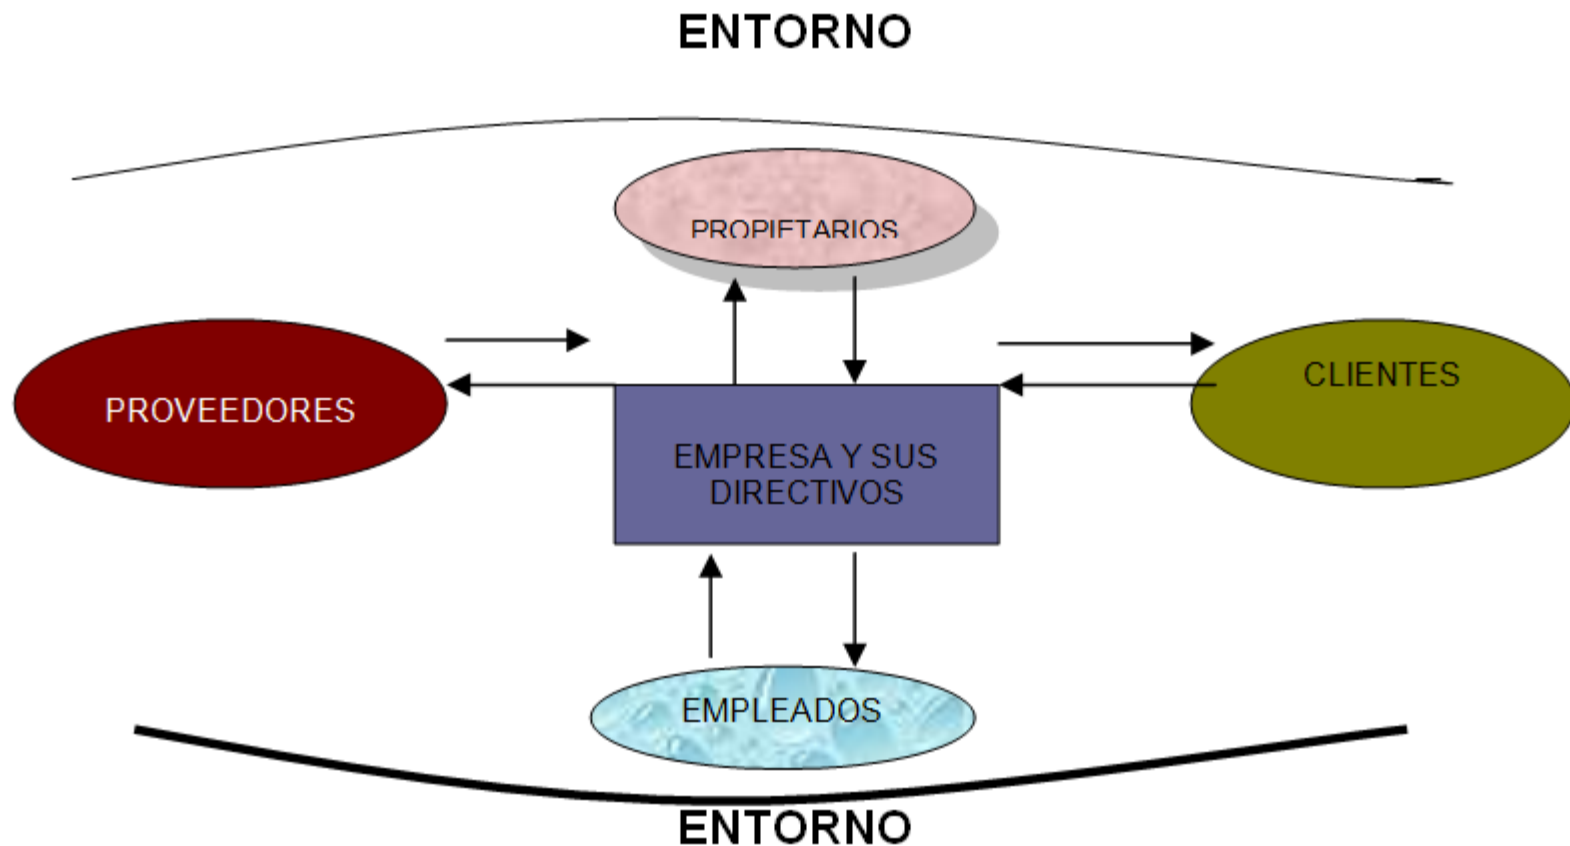 ENTORNO
PROPIETARIOS
PROVEEDORES
CLIENTES
EMPRESA Y SUS
DIRECTIVOS
EMPLEADOS
ENTORNO